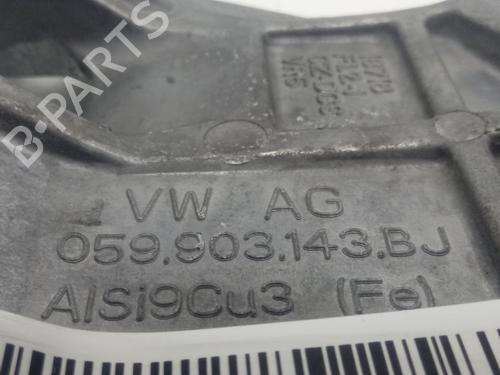 B-PARTS
VW AG
059.903.143.BJ
AlSi9Cu3 (Fe)